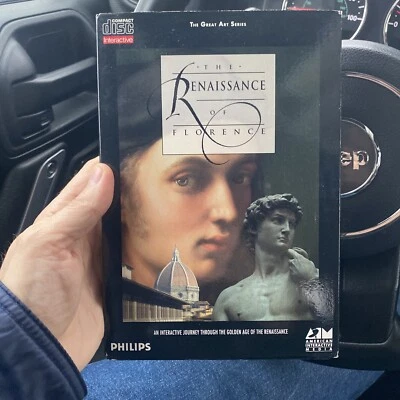 COMPACT
disc
Interactive
THE GREAT ART SERIES
THE
RENAISSANCE
OF
FLORENCE
AN INTERACTIVE JOURNEY THROUGH THE GOLDEN AGE OF THE RENAISSANCE
PHILIPS
AIM
AMERICAN
INTERACTIVE
MEDIA
eep